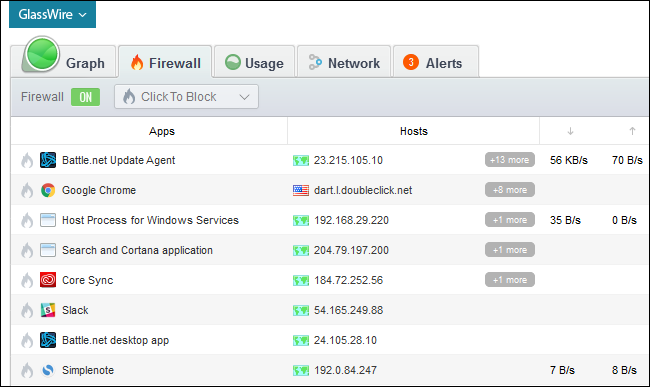 GlassWire
Graph Firewall Usage Network 3 Alerts
Firewall ON Click To Block
Apps Hosts ↓ ↑
Battle.net Update Agent 23.215.105.10 +13 more 56 KB/s 70 B/s
Google Chrome dart.l.doubleclick.net +8 more
Host Process for Windows Services 192.168.29.220 +1 more 35 B/s 0 B/s
Search and Cortana application 204.79.197.200 +1 more
Core Sync 184.72.252.56 +1 more
Slack 54.165.249.88
Battle.net desktop app 24.105.28.10
Simplenote 192.0.84.247 7 B/s 8 B/s